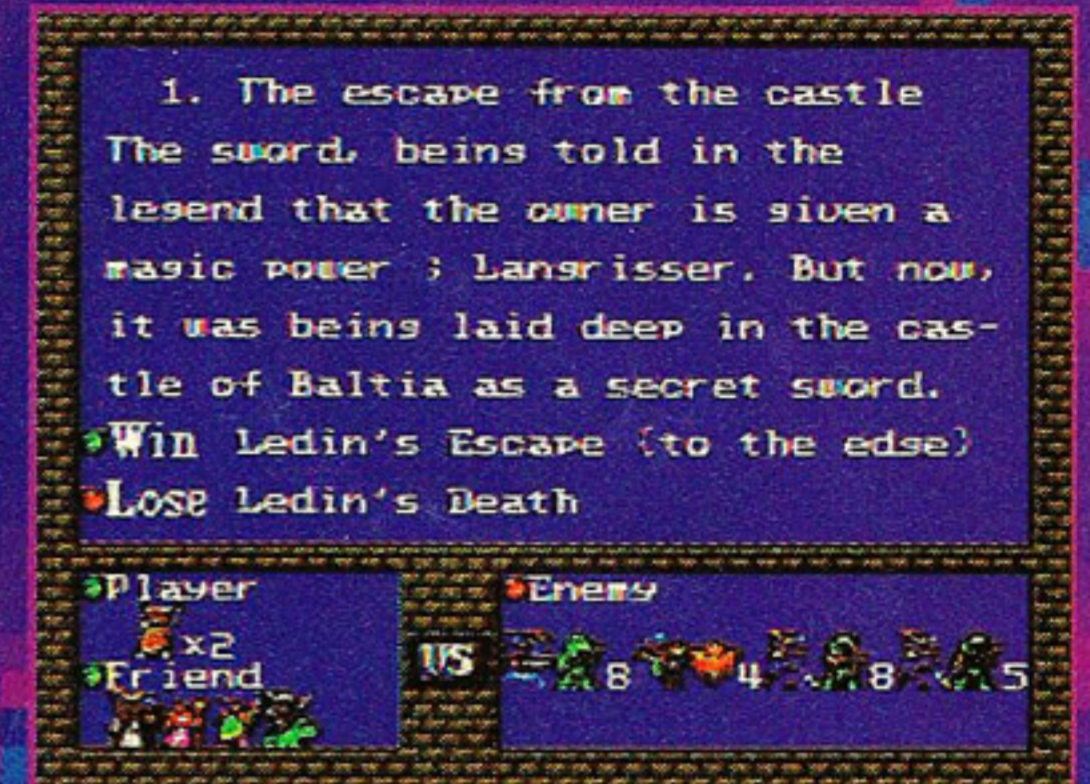 1. The escape from the castle
The sword, being told in the
legend that the owner is given a
magic power ; Langrisser. But now,
it was being laid deep in the cas-
tle of Baltia as a secret sword.
Win Ledin's Escape (to the edge)
Lose Ledin's Death
Player
x2
Friend
VS
Enemy
8 4 8 5